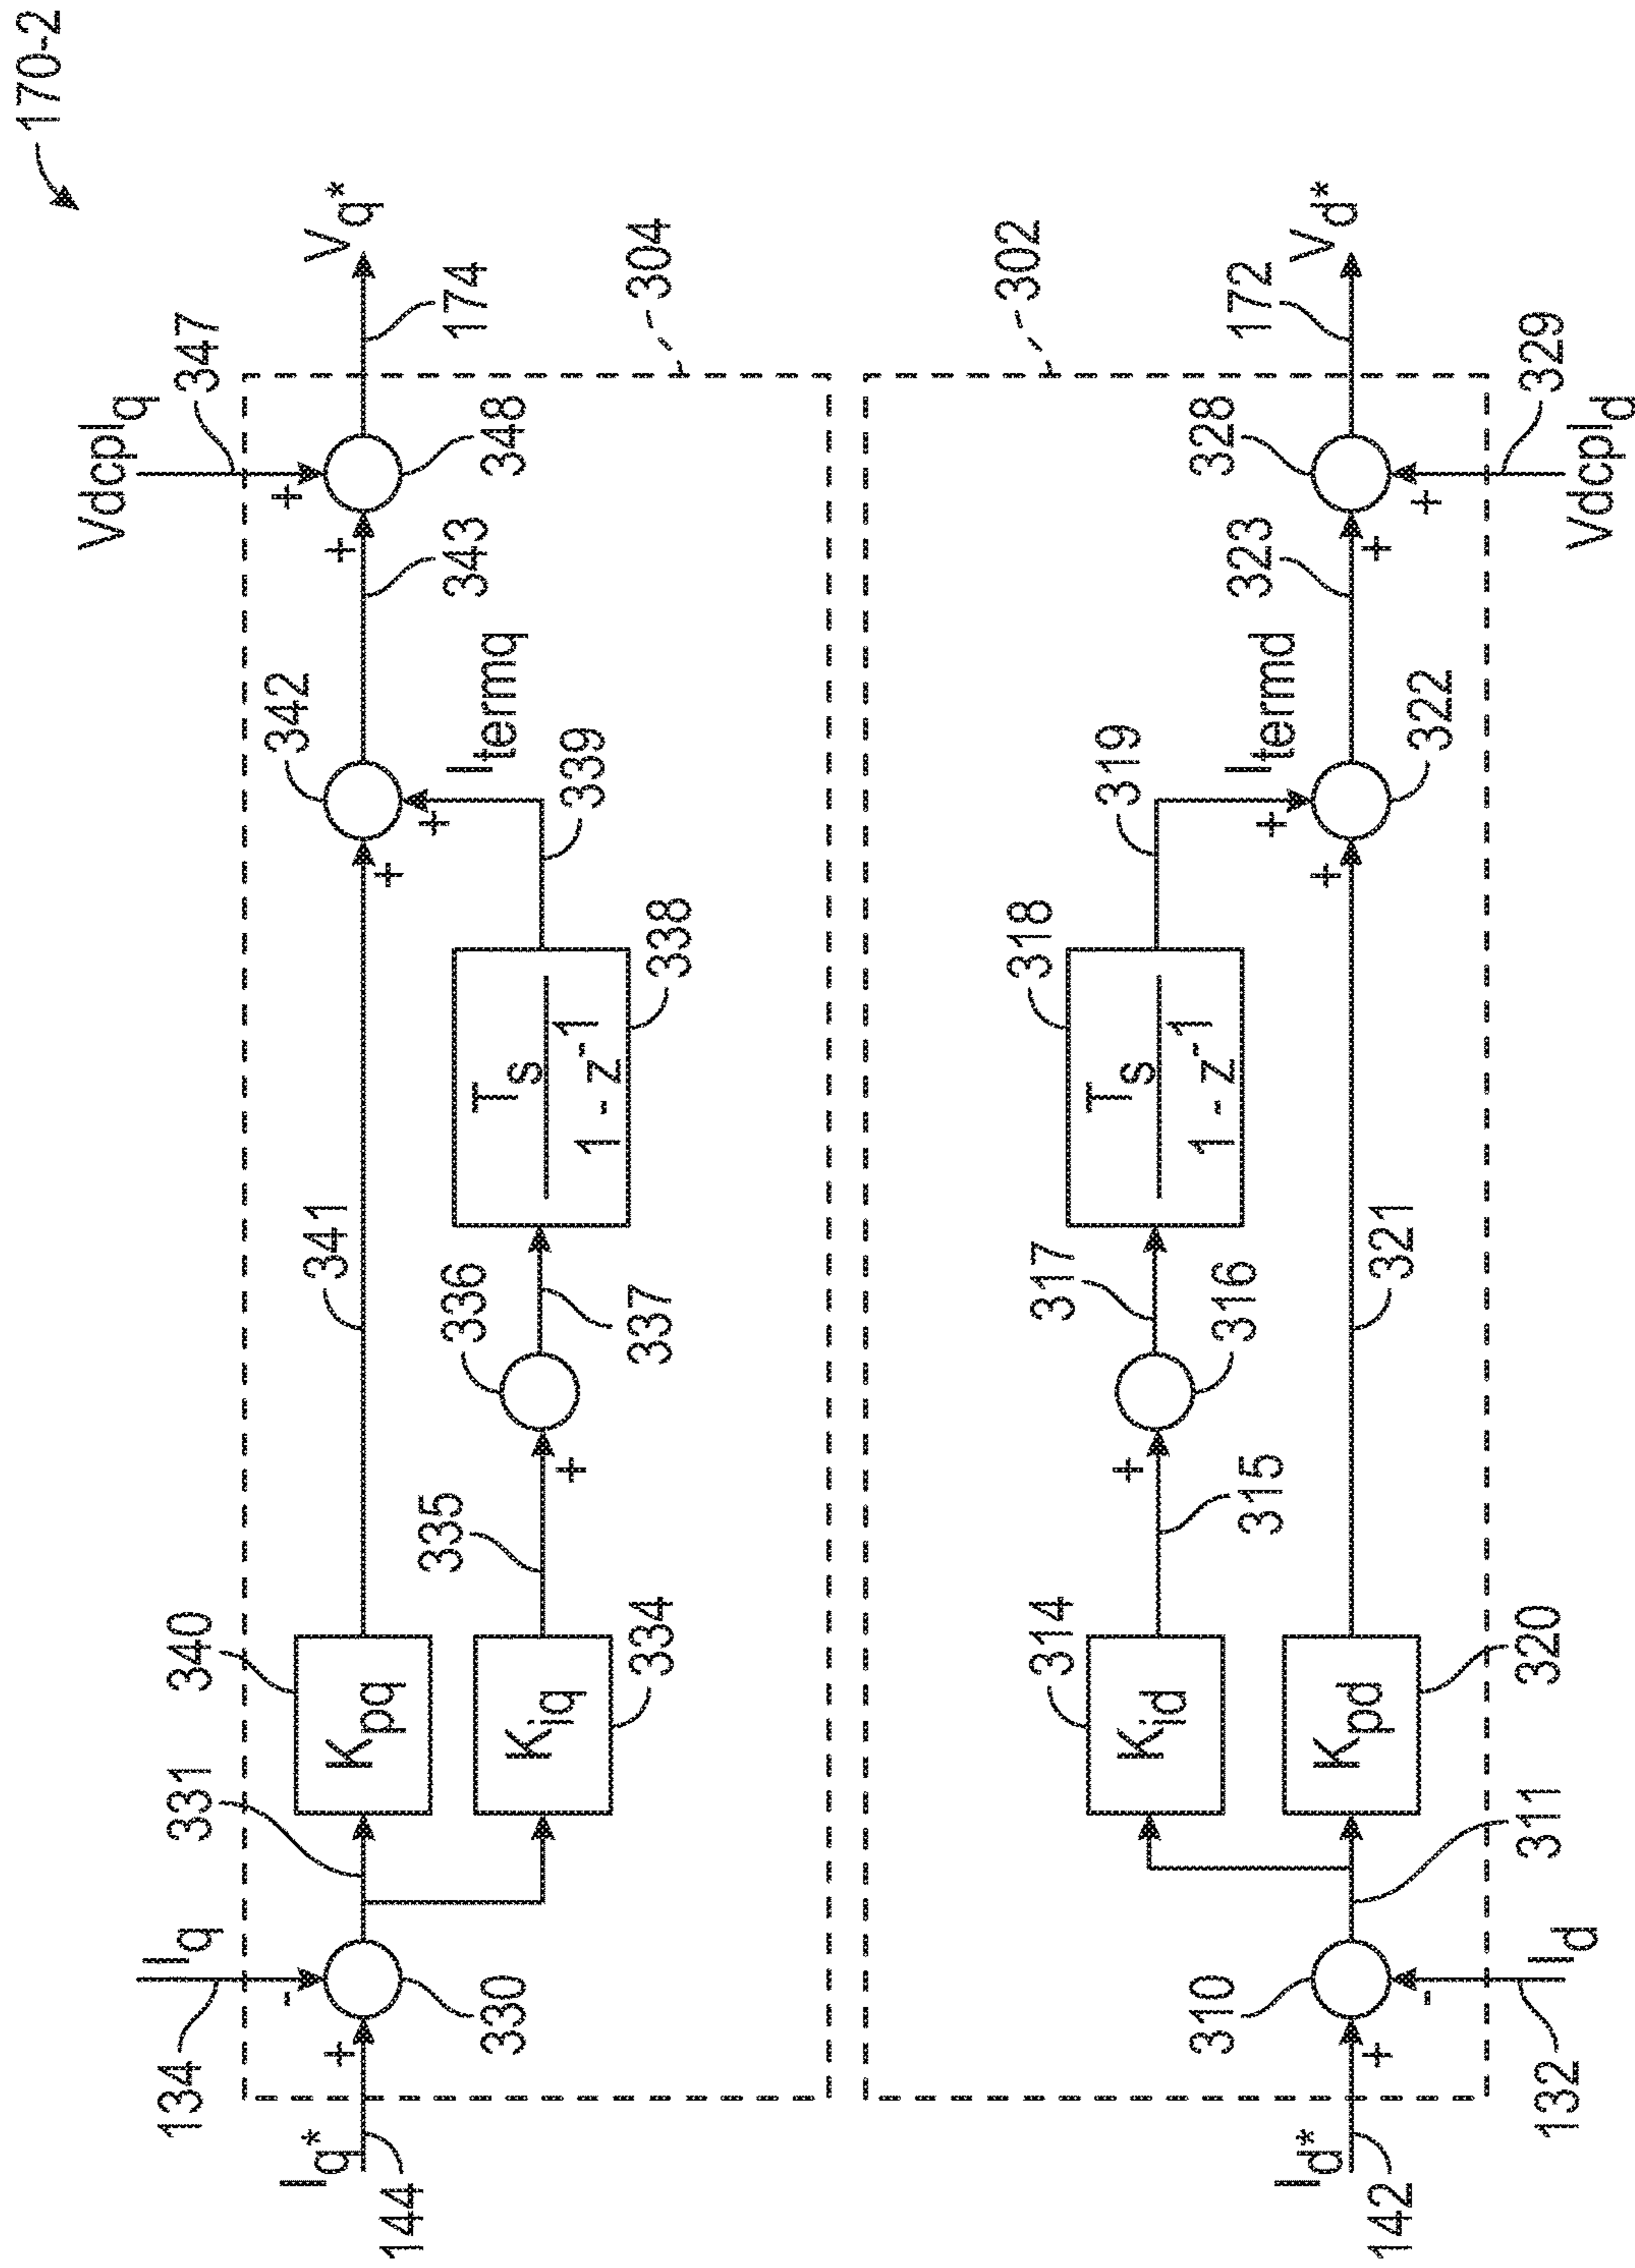 170-2
Vdcplq
347
Vq*
174
304
348
+
+
343
342
Itermq
339
+
+
341
Ts
1 - z-1
338
336
337
335
+
340
Kpq
Kiq
334
331
Iq
134
-
+
330
Iq*
144
302
Vd*
172
328
329
Vdcpld
+
+
323
Itermd
319
322
+
+
318
Ts
1 - z-1
317
316
321
315
+
314
Kid
Kpd
320
311
310
Id
132
-
+
Id*
142